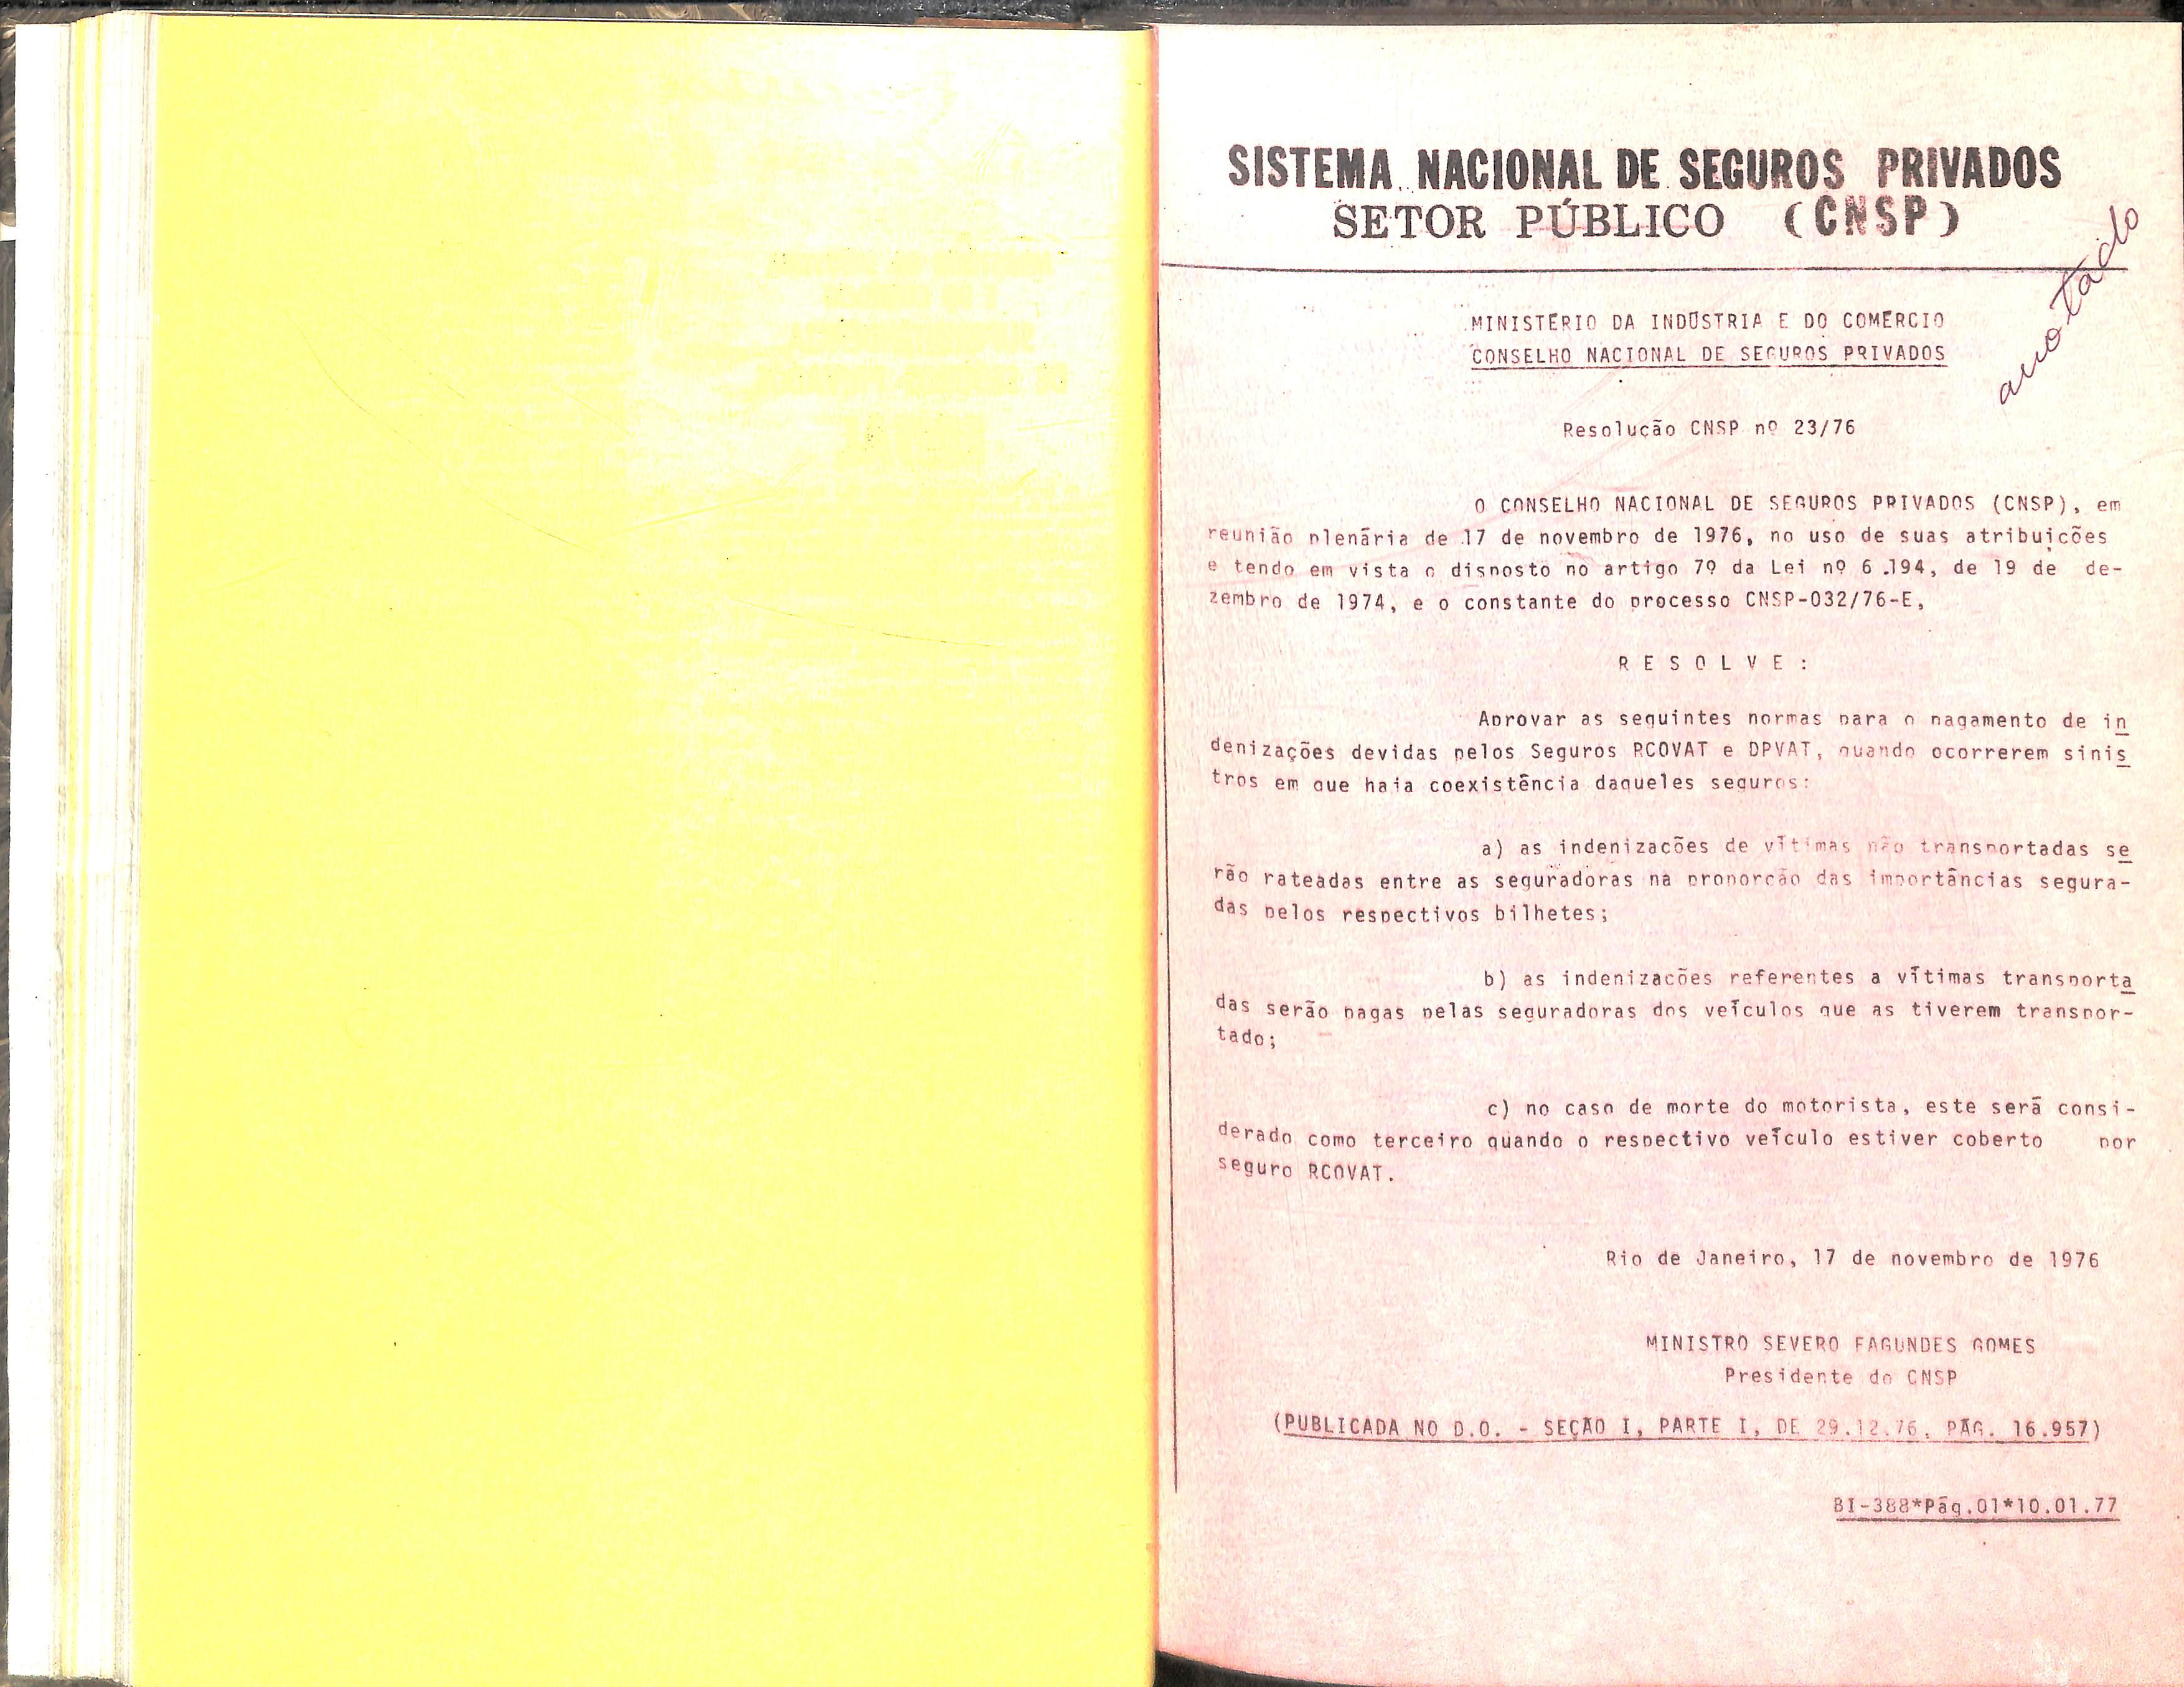 SISTEMA NACIONAL DE SEGUROS PRIVADOS
SETOR PÚBLICO (CNSP)
anotado
MINISTÉRIO DA INDÚSTRIA E DO COMÉRCIO
CONSELHO NACIONAL DE SEGUROS PRIVADOS
Resolução CNSP nº 23/76
O CONSELHO NACIONAL DE SEGUROS PRIVADOS (CNSP), em
reunião plenária de 17 de novembro de 1976, no uso de suas atribuições
e tendo em vista o disposto no artigo 7º da Lei nº 6.194, de 19 de de-
zembro de 1974, e o constante do processo CNSP-032/76-E,
R E S O L V E :
Aprovar as seguintes normas para o pagamento de in
denizações devidas pelos Seguros RCOVAT e DPVAT, quando ocorrerem sinis
tros em que haja coexistência daqueles seguros:
a) as indenizações de vítimas não transportadas se
rão rateadas entre as seguradoras na proporção das importâncias segura-
das pelos respectivos bilhetes;
b) as indenizações referentes a vítimas transporta
das serão pagas pelas seguradoras dos veículos que as tiverem transpor-
tado;
c) no caso de morte do motorista, este será consi-
derado como terceiro quando o respectivo veículo estiver coberto por
seguro RCOVAT.
Rio de Janeiro, 17 de novembro de 1976
MINISTRO SEVERO FAGUNDES GOMES
Presidente do CNSP
(PUBLICADA NO D.O. - SEÇÃO I, PARTE I, DE 29.12.76, PÁG. 16.957)
BI-388*Pág.01*10.01.77